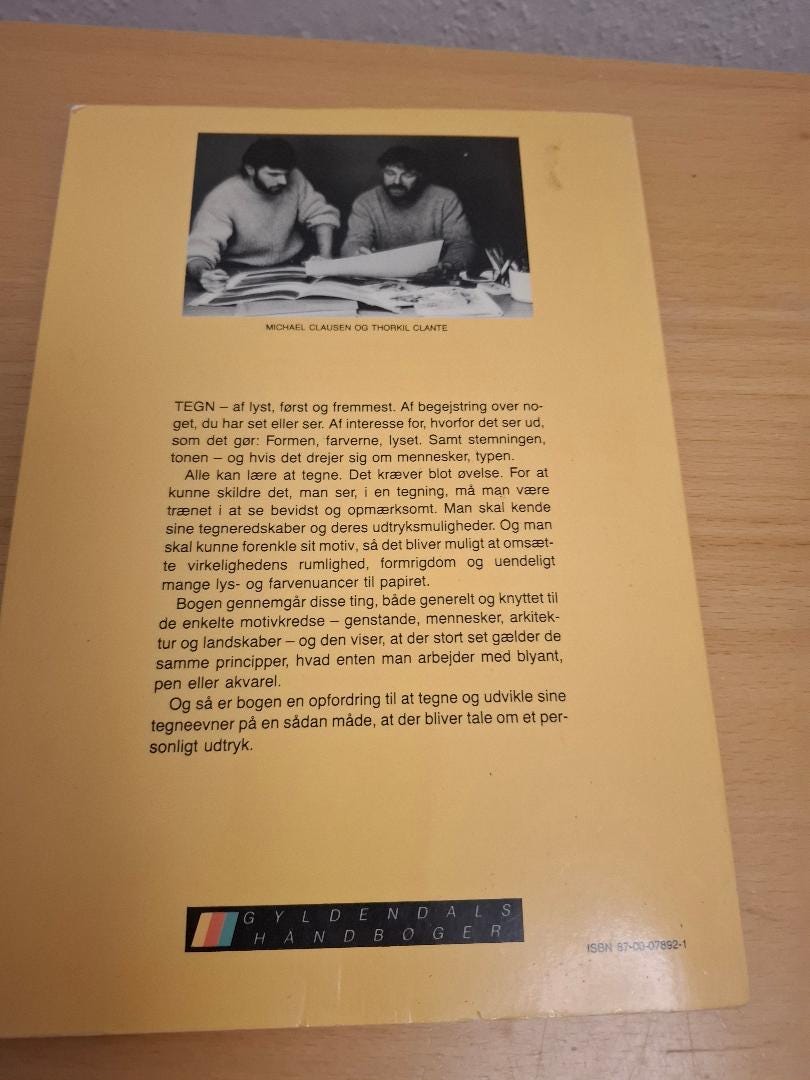 MICHAEL CLAUSEN OG THORKIL CLANTE
TEGN – af lyst, først og fremmest. Af begejstring over no-
get, du har set eller ser. Af interesse for, hvorfor det ser ud,
som det gør: Formen, farverne, lyset. Samt stemningen,
tonen – og hvis det drejer sig om mennesker, typen.
Alle kan lære at tegne. Det kræver blot øvelse. For at
kunne skildre det, man ser, i en tegning, må man være
trænet i at se bevidst og opmærksomt. Man skal kende
sine tegneredskaber og deres udtryksmuligheder. Og man
skal kunne forenkle sit motiv, så det bliver muligt at omsæt-
te virkelighedens rumlighed, formrigdom og uendeligt
mange lys- og farvenuancer til papiret.
Bogen gennemgår disse ting, både generelt og knyttet til
de enkelte motivkredse – genstande, mennesker, arkitek-
tur og landskaber – og den viser, at der stort set gælder de
samme principper, hvad enten man arbejder med blyant,
pen eller akvarel.
Og så er bogen en opfordring til at tegne og udvikle sine
tegneevner på en sådan måde, at der bliver tale om et per-
sonligt udtryk.
GYLDENDALS
HÅNDBØGER
ISBN 87-00-07892-1